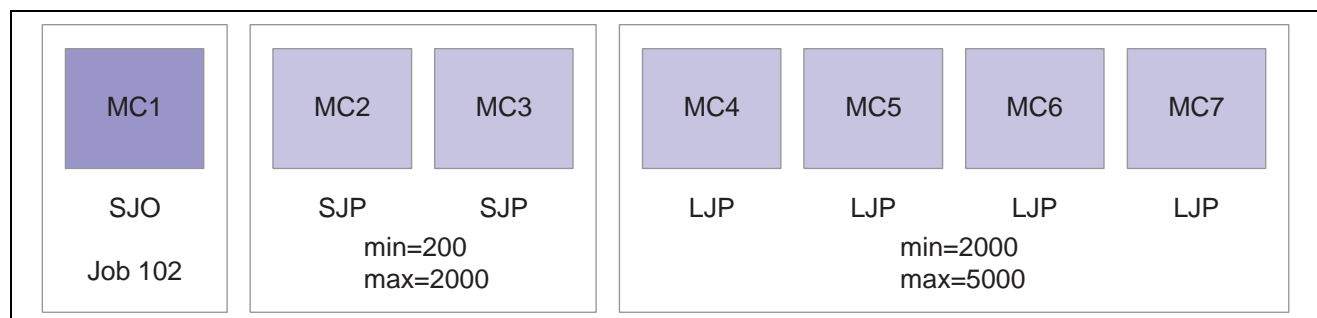 MC1 MC2 MC3 MC4 MC5 MC6 MC7
SJO SJP SJP LJP LJP LJP LJP
Job 102
min=200 min=2000
max=2000 max=5000